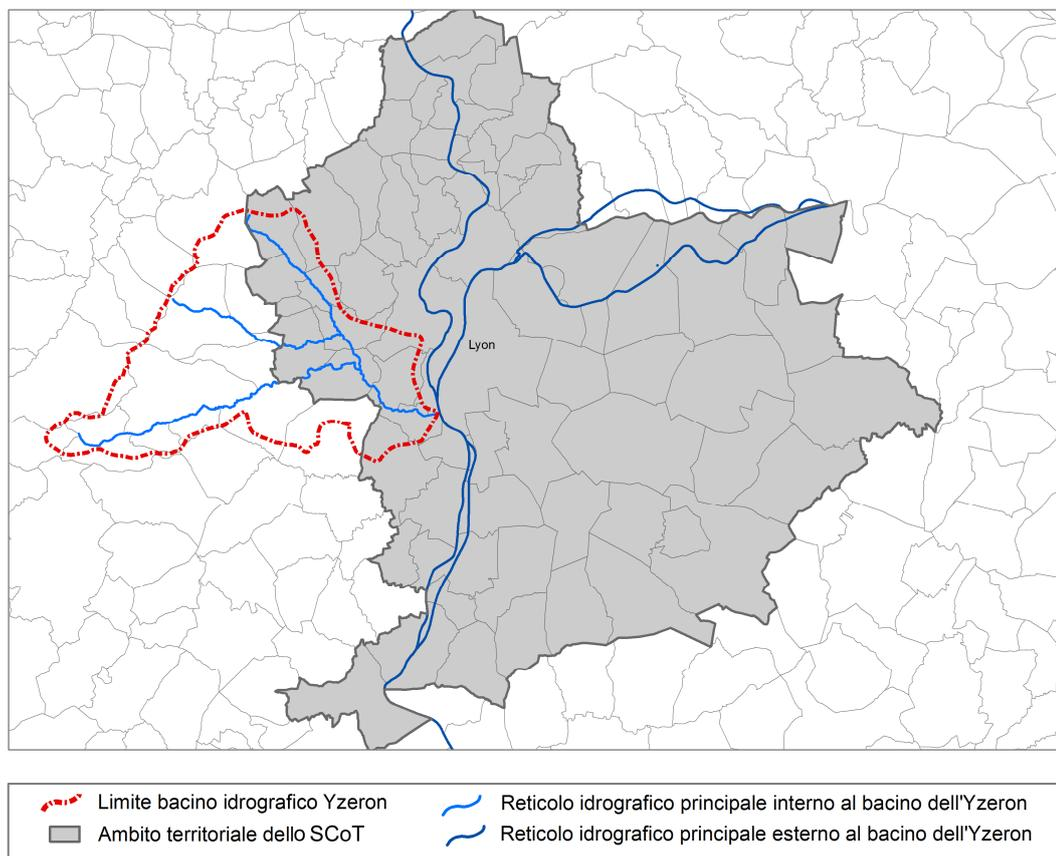 Lyon
Limite bacino idrografico Yzeron
Reticolo idrografico principale interno al bacino dell'Yzeron
Ambito territoriale dello SCoT
Reticolo idrografico principale esterno al bacino dell'Yzeron